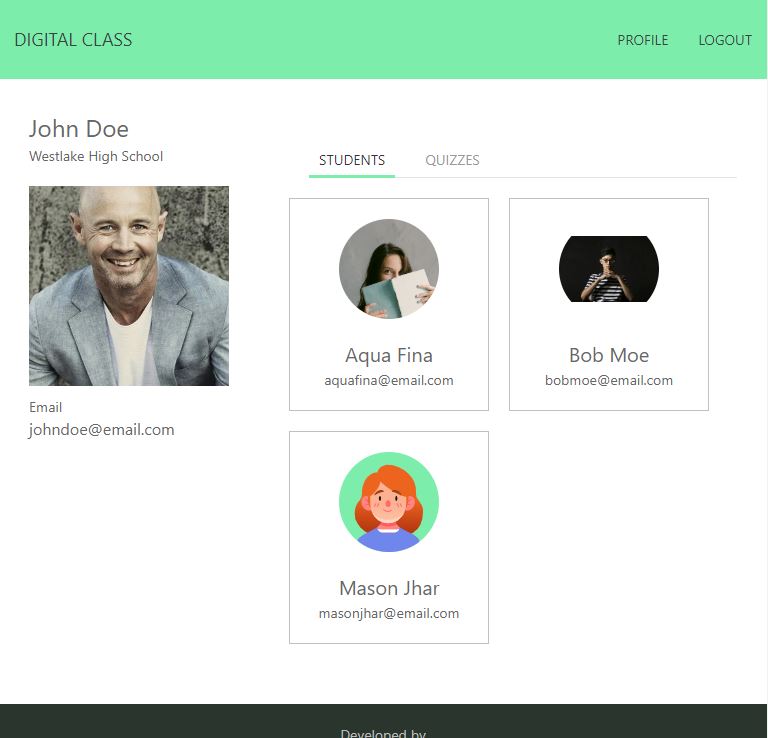 DIGITAL CLASS
PROFILE
LOGOUT
John Doe
Westlake High School
Email
johndoe@email.com
STUDENTS
QUIZZES
Aqua Fina
aquafina@email.com
Bob Moe
bobmoe@email.com
Mason Jhar
masonjhar@email.com
Developed by